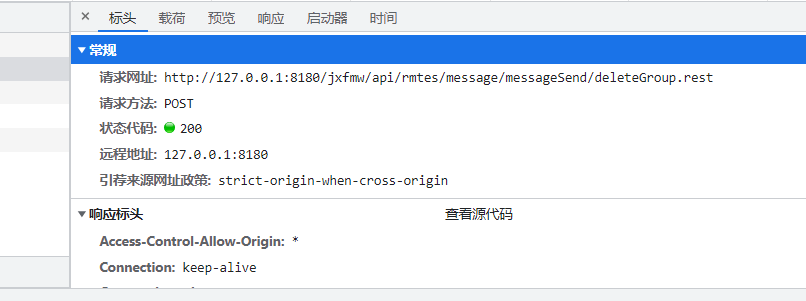 × 标头 载荷 预览 响应 启动器 时间
▼常规
请求网址: http://127.0.0.1:8180/jxfmw/api/rmtes/message/messageSend/deleteGroup.rest
请求方法: POST
状态代码: 200
远程地址: 127.0.0.1:8180
引荐来源网址政策: strict-origin-when-cross-origin
▼响应标头 查看源代码
Access-Control-Allow-Origin: *
Connection: keep-alive